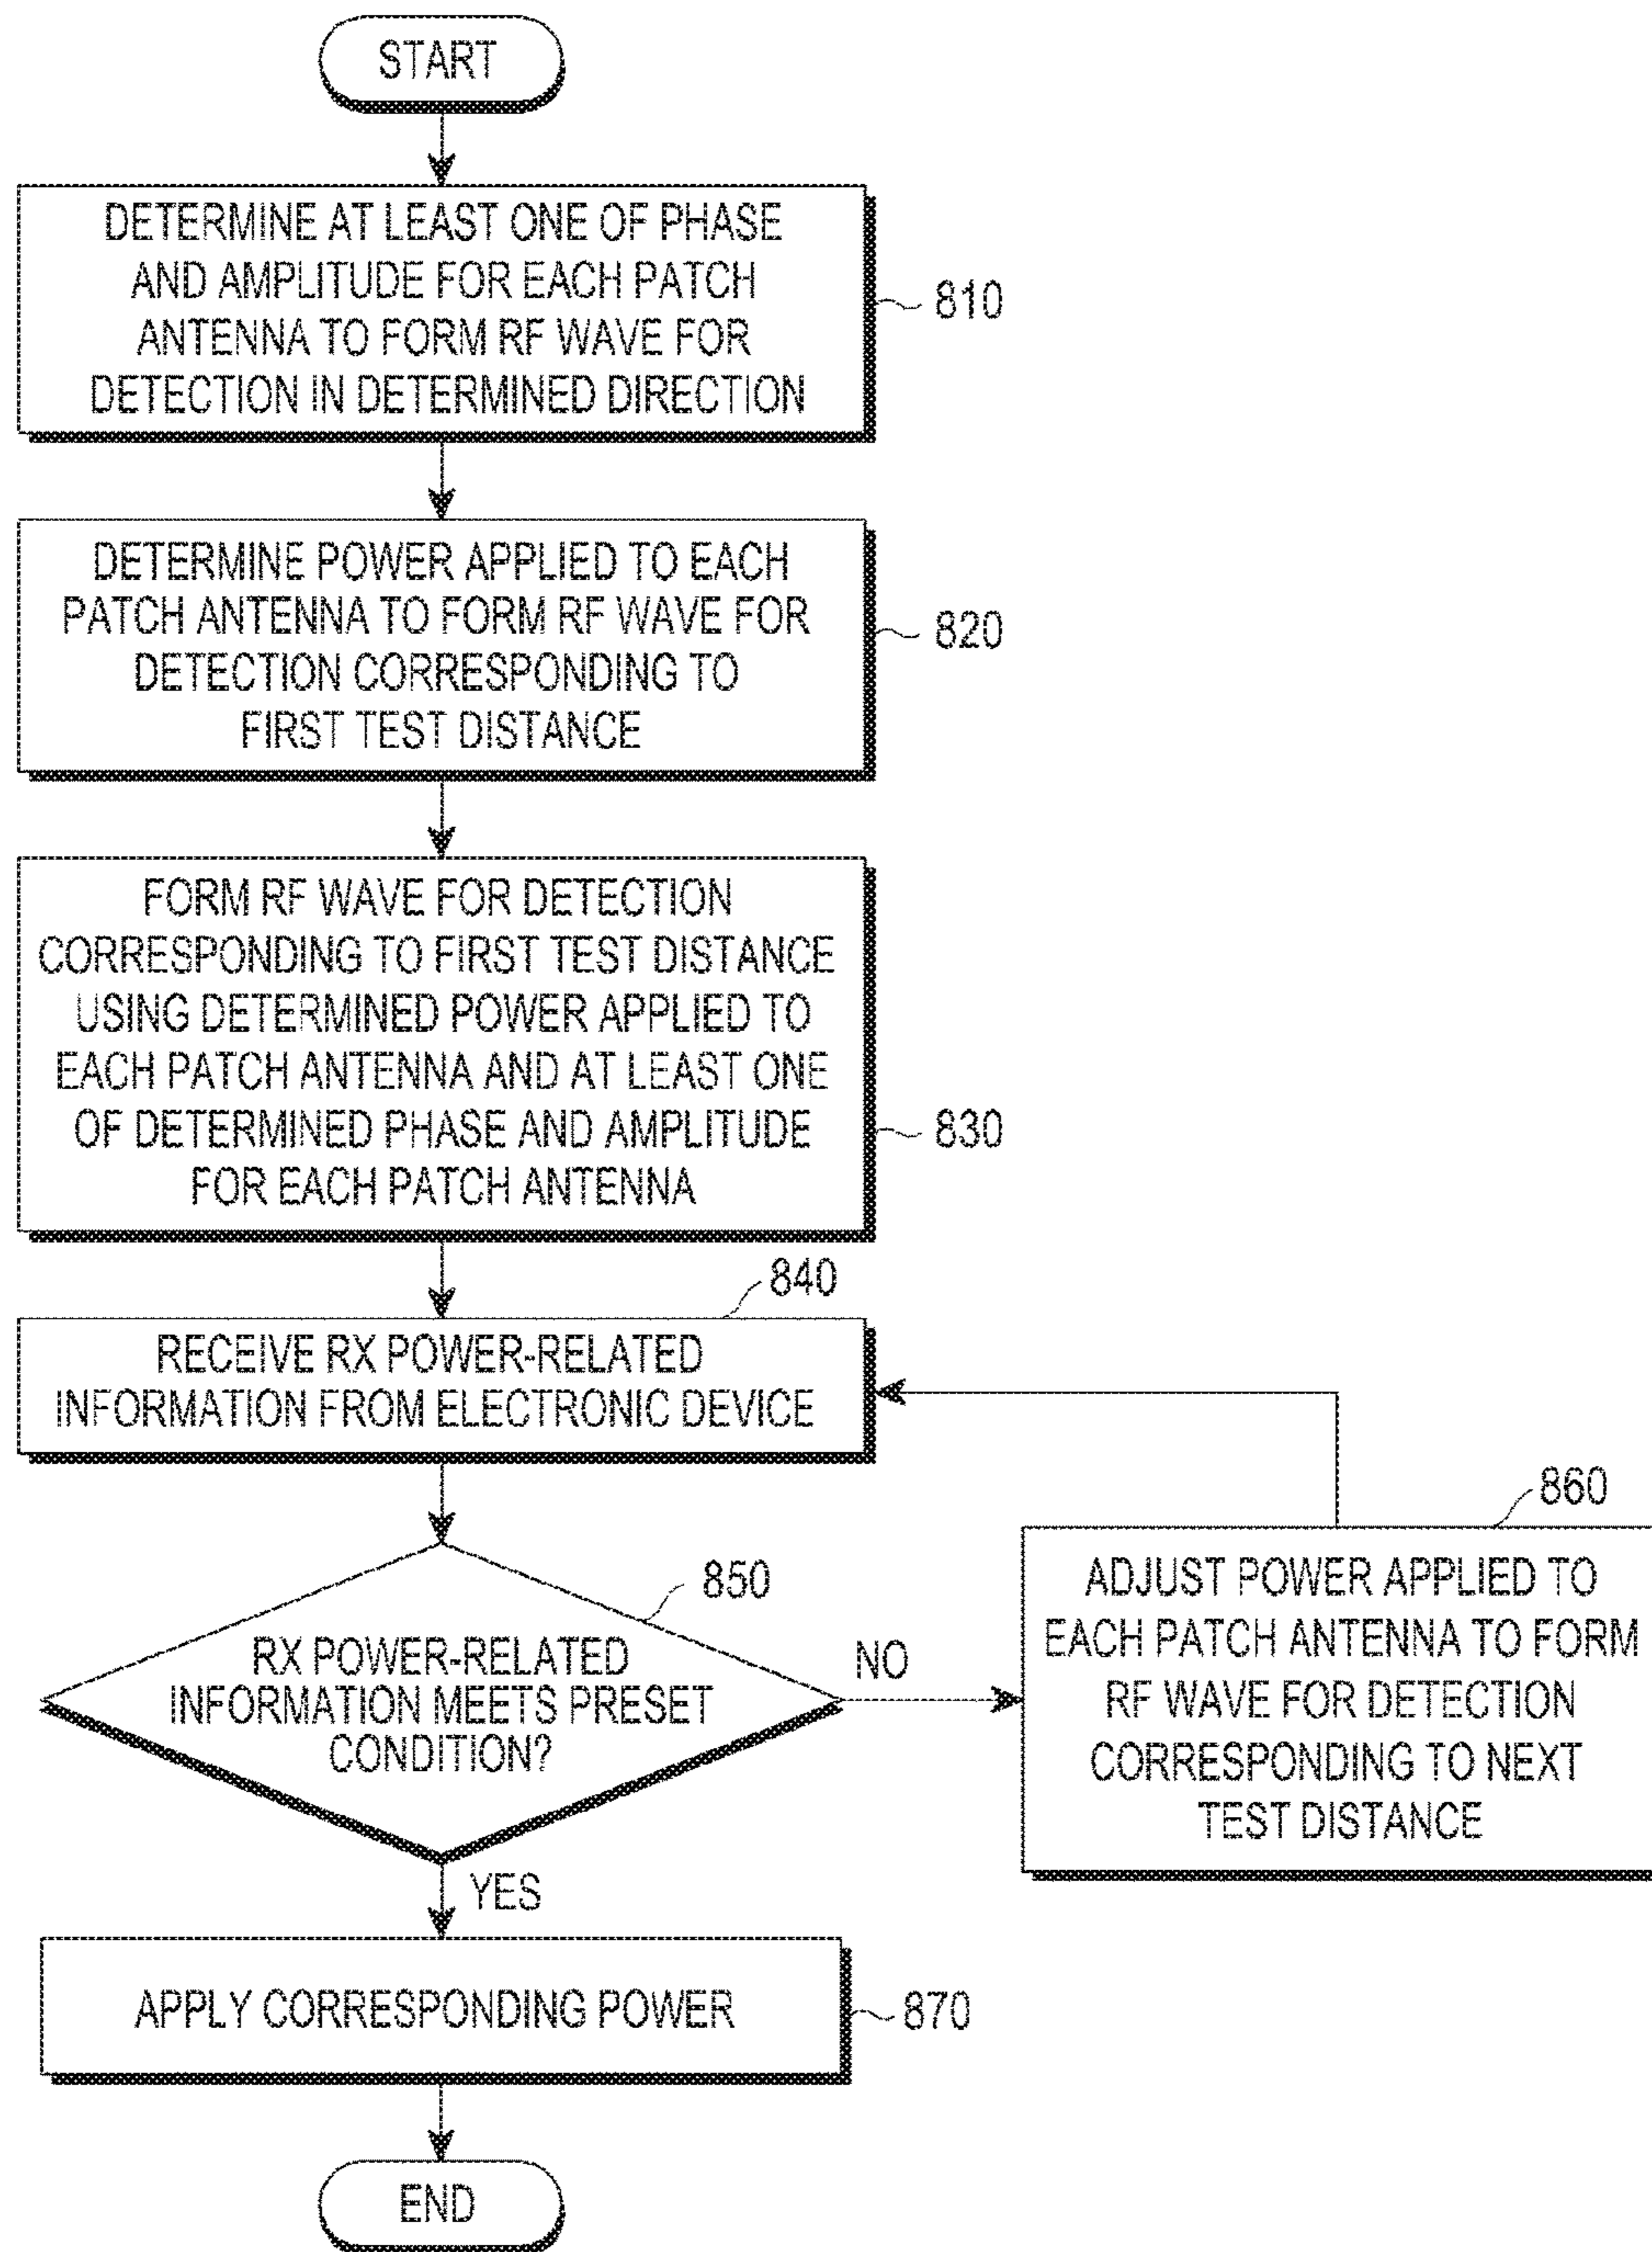 START
DETERMINE AT LEAST ONE OF PHASE
AND AMPLITUDE FOR EACH PATCH
ANTENNA TO FORM RF WAVE FOR
DETECTION IN DETERMINED DIRECTION
810
DETERMINE POWER APPLIED TO EACH
PATCH ANTENNA TO FORM RF WAVE FOR
DETECTION CORRESPONDING TO
FIRST TEST DISTANCE
820
FORM RF WAVE FOR DETECTION
CORRESPONDING TO FIRST TEST DISTANCE
USING DETERMINED POWER APPLIED TO
EACH PATCH ANTENNA AND AT LEAST ONE
OF DETERMINED PHASE AND AMPLITUDE
FOR EACH PATCH ANTENNA
830
840
RECEIVE RX POWER-RELATED
INFORMATION FROM ELECTRONIC DEVICE
850
RX POWER-RELATED
INFORMATION MEETS PRESET
CONDITION?
NO
860
ADJUST POWER APPLIED TO
EACH PATCH ANTENNA TO FORM
RF WAVE FOR DETECTION
CORRESPONDING TO NEXT
TEST DISTANCE
YES
APPLY CORRESPONDING POWER
870
END